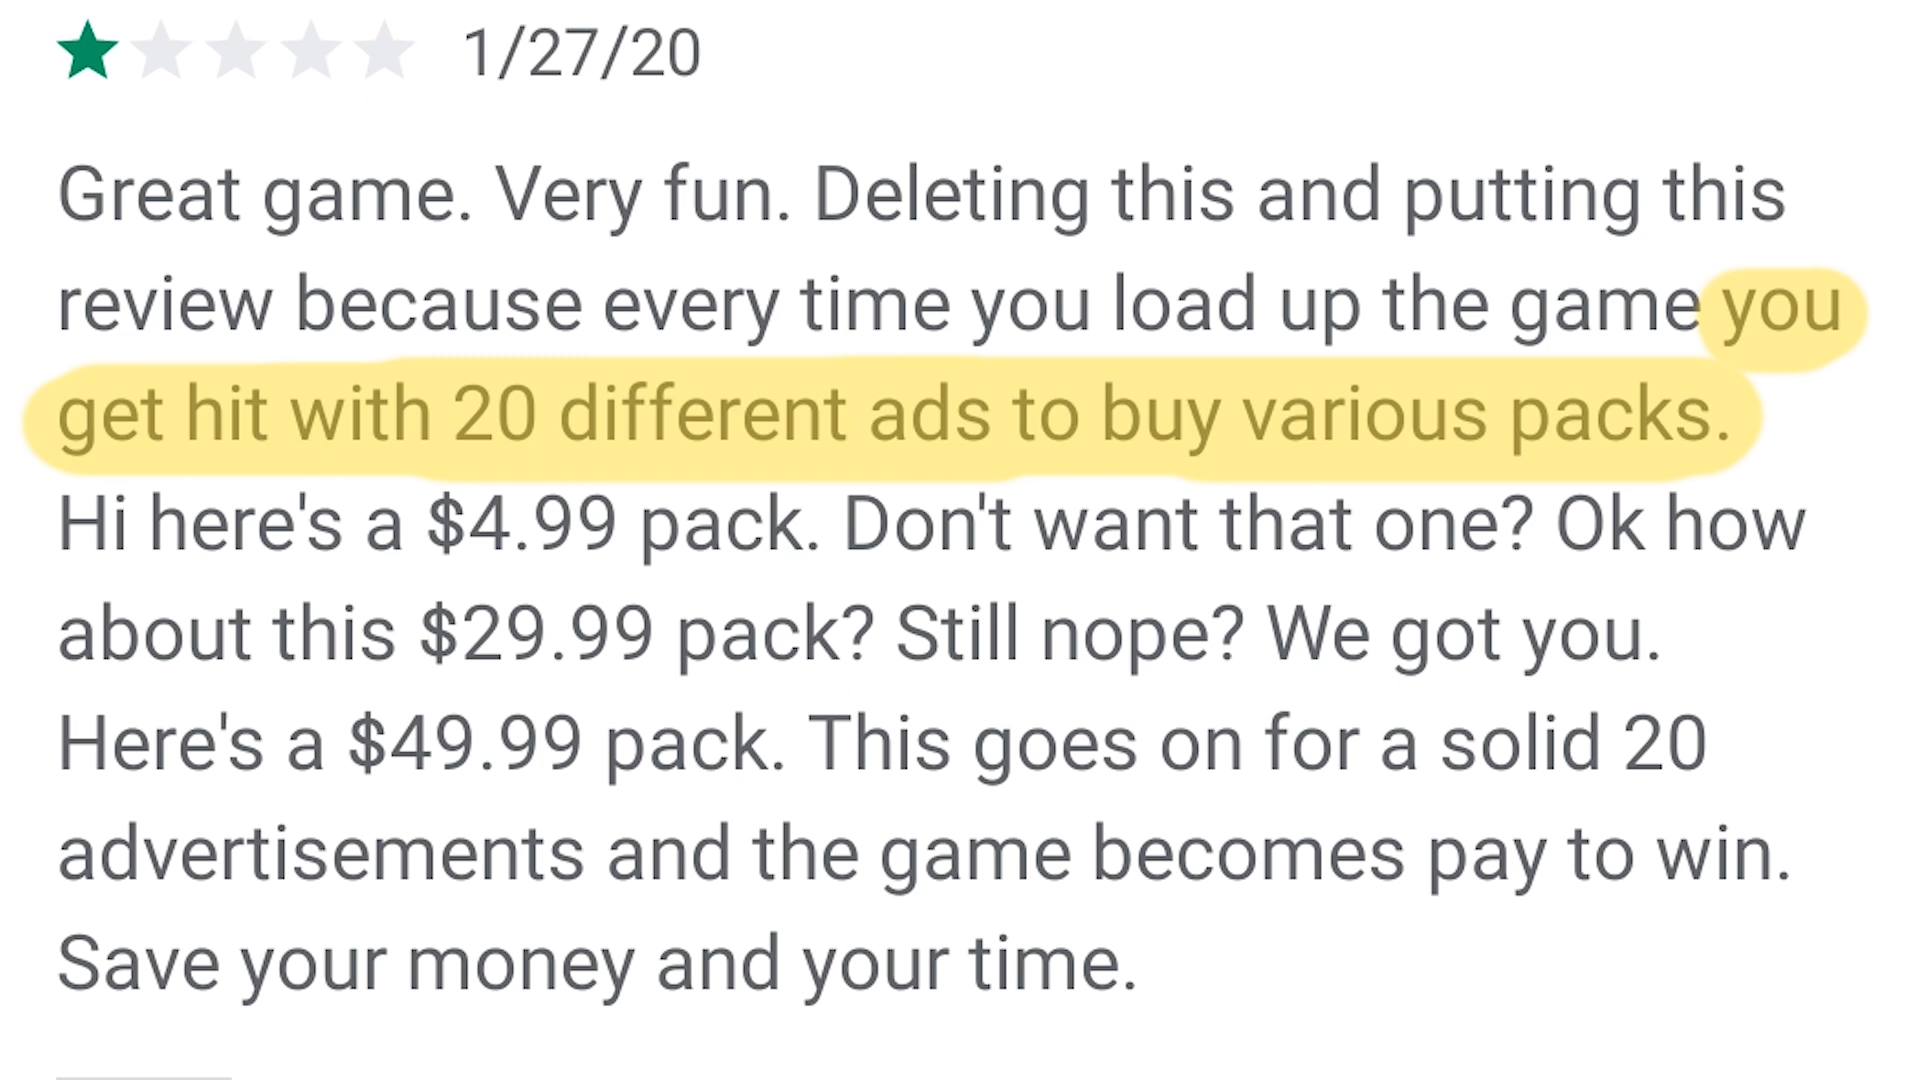 1/27/20
Great game. Very fun. Deleting this and putting this
review because every time you load up the game you
get hit with 20 different ads to buy various packs.
Hi here's a $4.99 pack. Don't want that one? Ok how
about this $29.99 pack? Still nope? We got you.
Here's a $49.99 pack. This goes on for a solid 20
advertisements and the game becomes pay to win.
Save your money and your time.